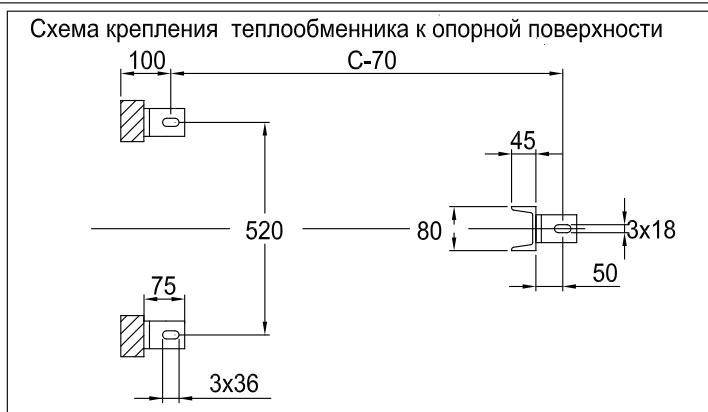 Схема крепления теплообменника к опорной поверхности
100
C-70
45
520
80
3x18
75
50
3x36